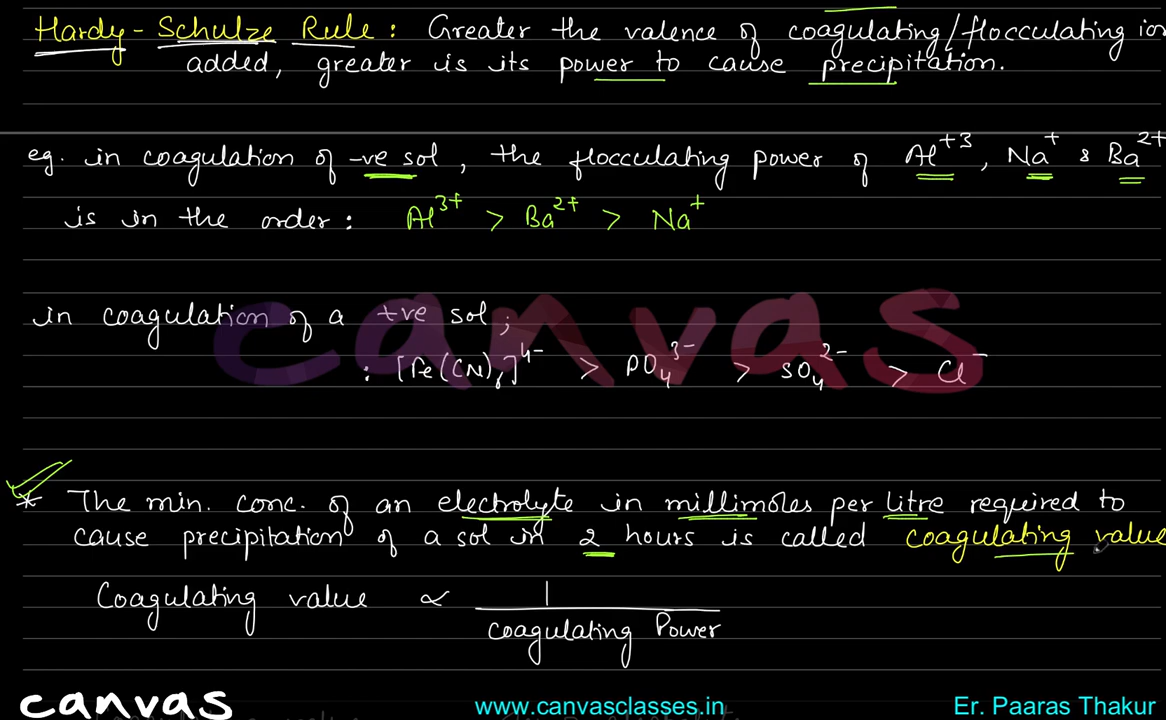 Hardy-Schulze Rule: Greater the valence of coagulating/flocculating ion
added, greater is its power to cause precipitation.
eg. in coagulation of -ve sol, the flocculating power of Al⁺³, Na⁺ & Ba²⁺
is in the order: Al³⁺ > Ba²⁺ > Na⁺
canvas
in coagulation of a +ve sol;
: [Fe(CN)₆]⁴⁻ > PO₄³⁻ > SO₄²⁻ > Cl⁻
* The min. conc. of an electrolyte in millimoles per litre required to
cause precipitation of a sol in 2 hours is called coagulating value
Coagulating value ∝ 1
coagulating Power
canvas www.canvasclasses.in Er. Paaras Thakur